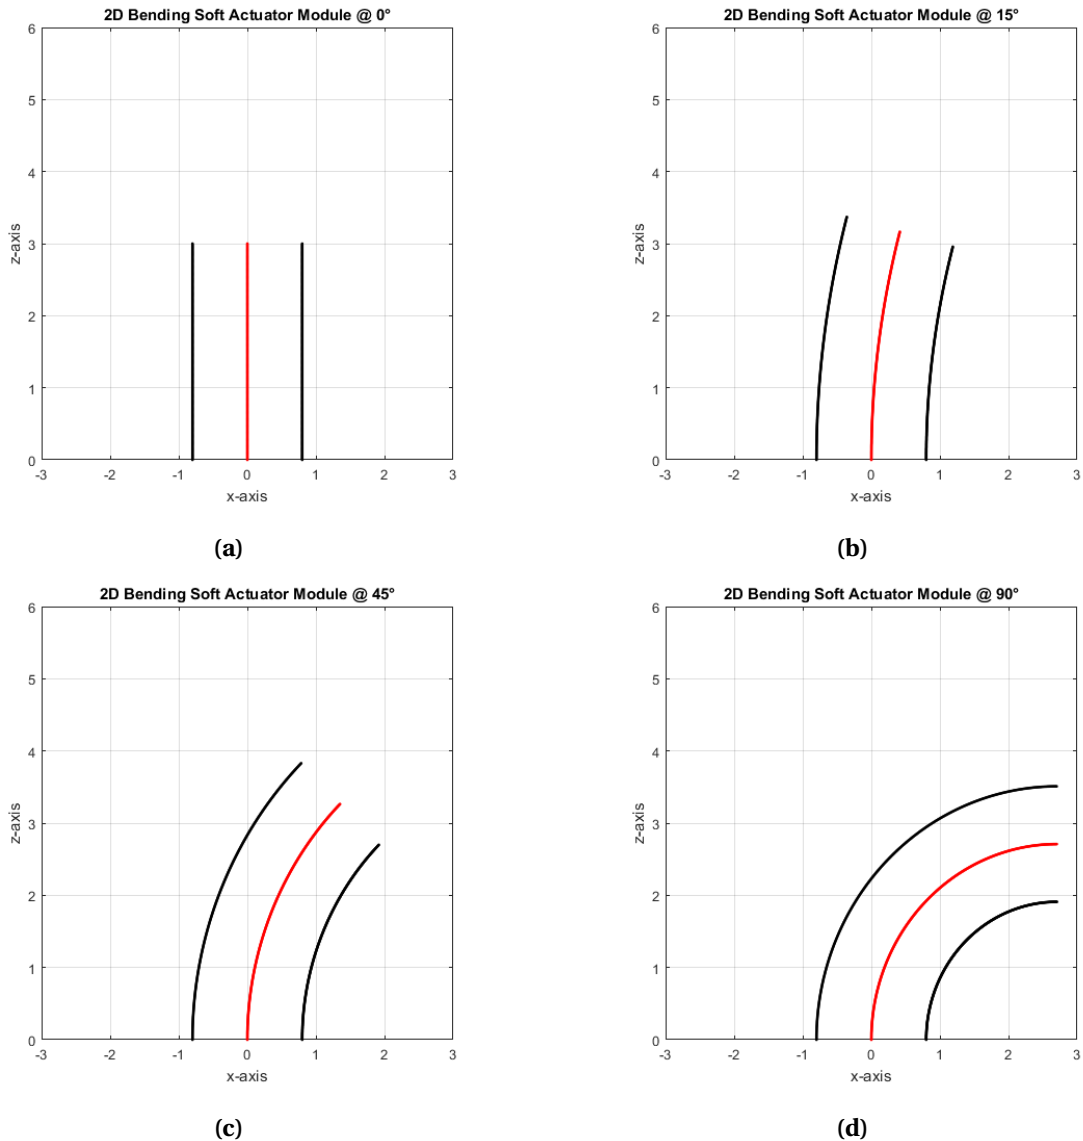 2D Bending Soft Actuator Module @ 0°
6
5
4
3
2
1
0
z-axis
-3 -2 -1 0 1 2 3
x-axis
(a)
2D Bending Soft Actuator Module @ 15°
6
5
4
3
2
1
0
z-axis
-3 -2 -1 0 1 2 3
x-axis
(b)
2D Bending Soft Actuator Module @ 45°
6
5
4
3
2
1
0
z-axis
-3 -2 -1 0 1 2 3
x-axis
(c)
2D Bending Soft Actuator Module @ 90°
6
5
4
3
2
1
0
z-axis
-3 -2 -1 0 1 2 3
x-axis
(d)